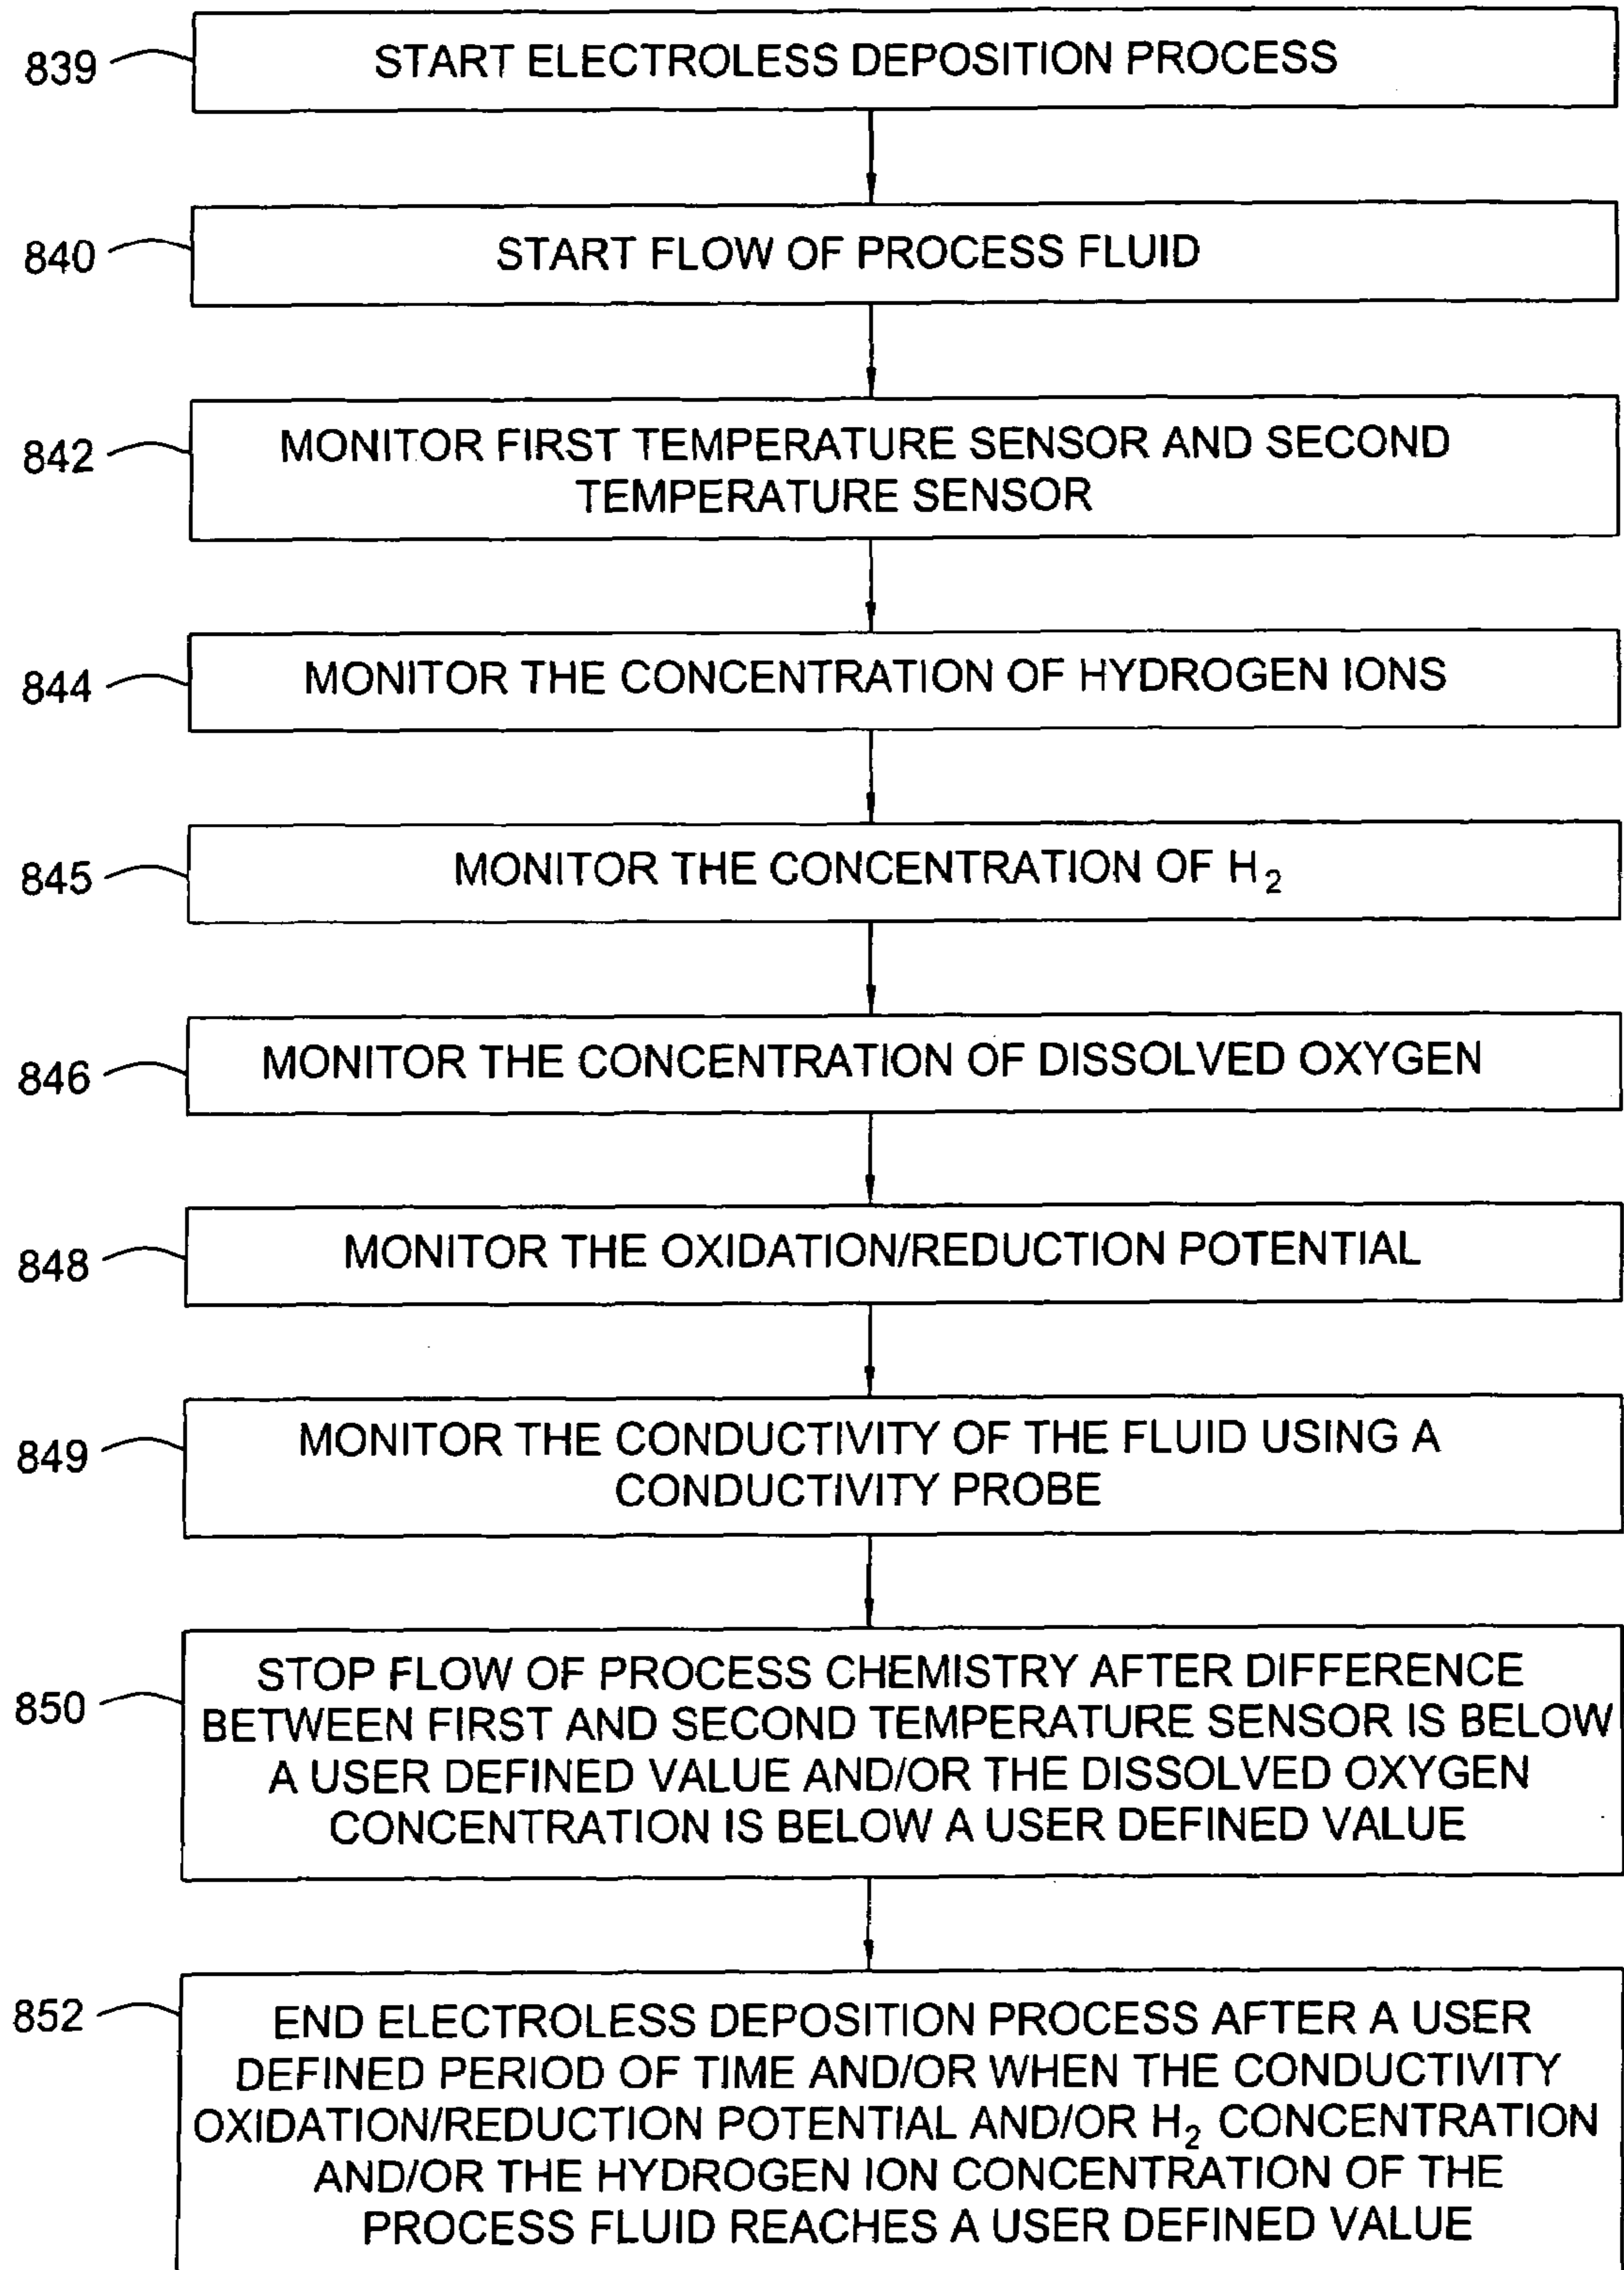 839
START ELECTROLESS DEPOSITION PROCESS
840
START FLOW OF PROCESS FLUID
842
MONITOR FIRST TEMPERATURE SENSOR AND SECOND
TEMPERATURE SENSOR
844
MONITOR THE CONCENTRATION OF HYDROGEN IONS
845
MONITOR THE CONCENTRATION OF H₂
846
MONITOR THE CONCENTRATION OF DISSOLVED OXYGEN
848
MONITOR THE OXIDATION/REDUCTION POTENTIAL
849
MONITOR THE CONDUCTIVITY OF THE FLUID USING A
CONDUCTIVITY PROBE
850
STOP FLOW OF PROCESS CHEMISTRY AFTER DIFFERENCE
BETWEEN FIRST AND SECOND TEMPERATURE SENSOR IS BELOW
A USER DEFINED VALUE AND/OR THE DISSOLVED OXYGEN
CONCENTRATION IS BELOW A USER DEFINED VALUE
852
END ELECTROLESS DEPOSITION PROCESS AFTER A USER
DEFINED PERIOD OF TIME AND/OR WHEN THE CONDUCTIVITY
OXIDATION/REDUCTION POTENTIAL AND/OR H₂ CONCENTRATION
AND/OR THE HYDROGEN ION CONCENTRATION OF THE
PROCESS FLUID REACHES A USER DEFINED VALUE